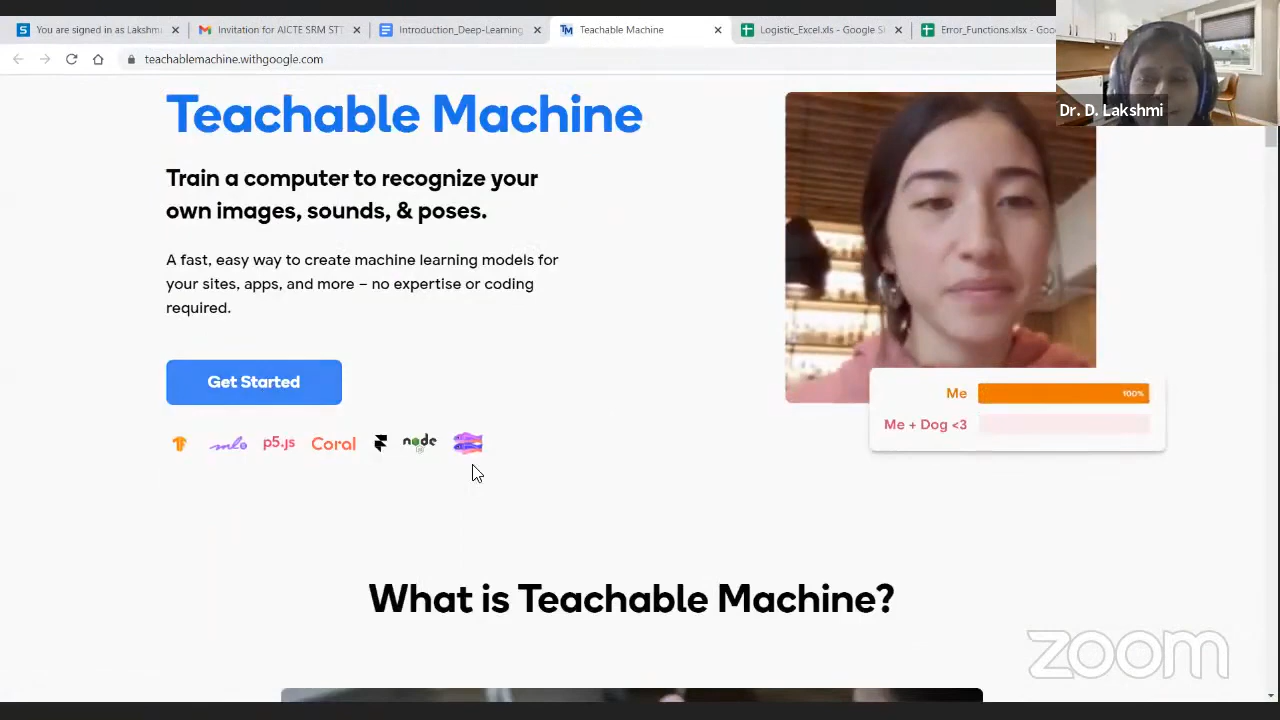 You are signed in as Lakshmi
Invitation for AICTE SRM STT
Introduction_Deep-Learning
Teachable Machine
Logistic_Excel.xls - Google S
Error_Functions.xlsx - Goo
teachablemachine.withgoogle.com
Dr. D. Lakshmi
Teachable Machine
Train a computer to recognize your
own images, sounds, & poses.
A fast, easy way to create machine learning models for
your sites, apps, and more – no expertise or coding
required.
Get Started
p5.js Coral node
Me 100%
Me + Dog <3
What is Teachable Machine?
zoom